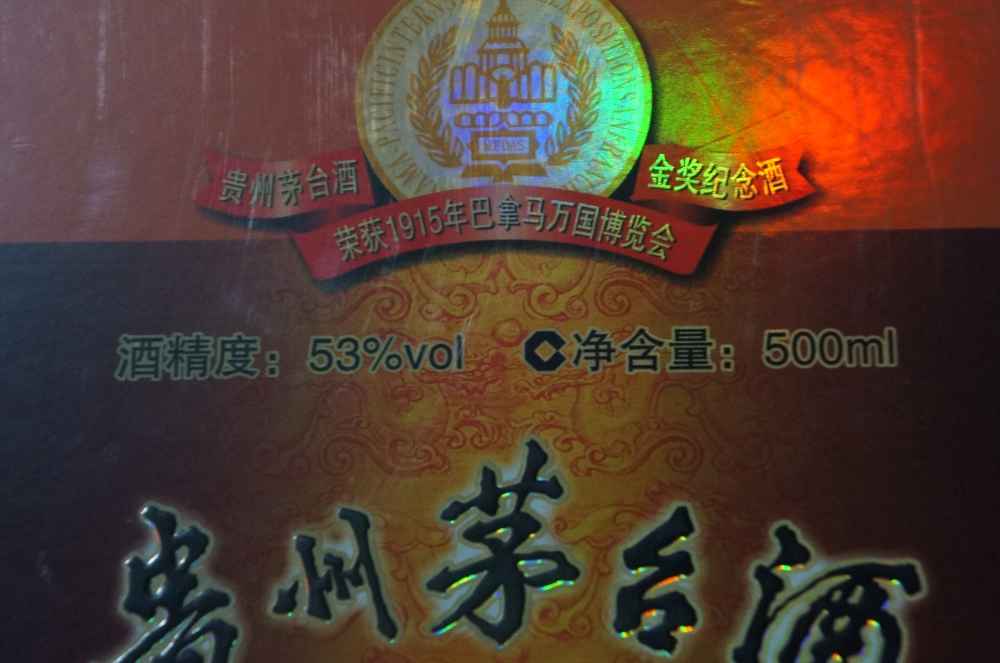 贵州茅台酒
金奖纪念酒
荣获1915年巴拿马万国博览会
酒精度：53%vol
净含量：500ml
贵州茅台酒